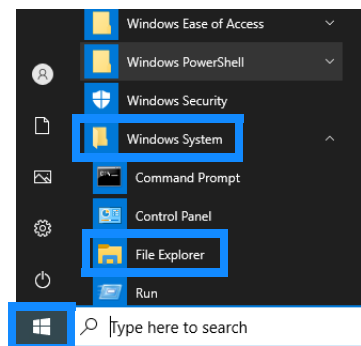 Windows Ease of Access
Windows PowerShell
Windows Security
Windows System
Command Prompt
Control Panel
File Explorer
Run
Type here to search